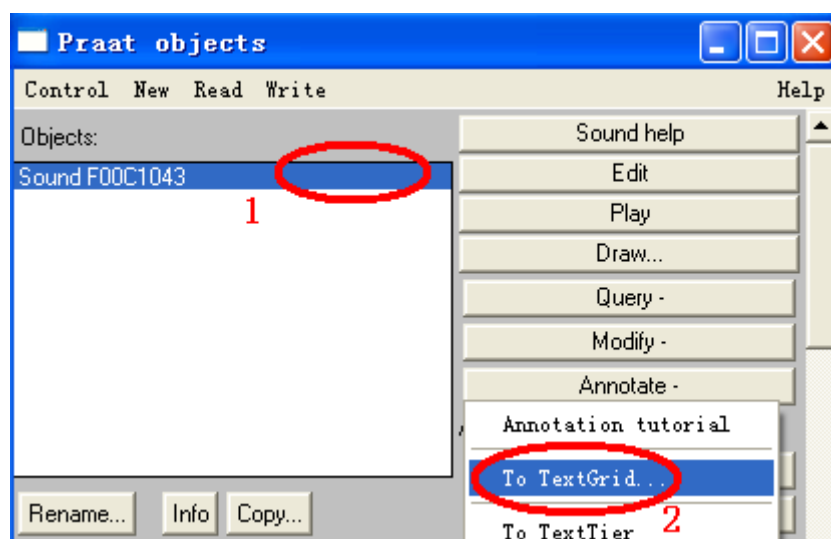 Praat objects
Control New Read Write Help
Objects:
Sound help
Sound F00C1043
Edit
1
Play
Draw...
Query -
Modify -
Annotate -
Annotation tutorial
To TextGrid...
Rename... Info Copy...
To TextTier
2